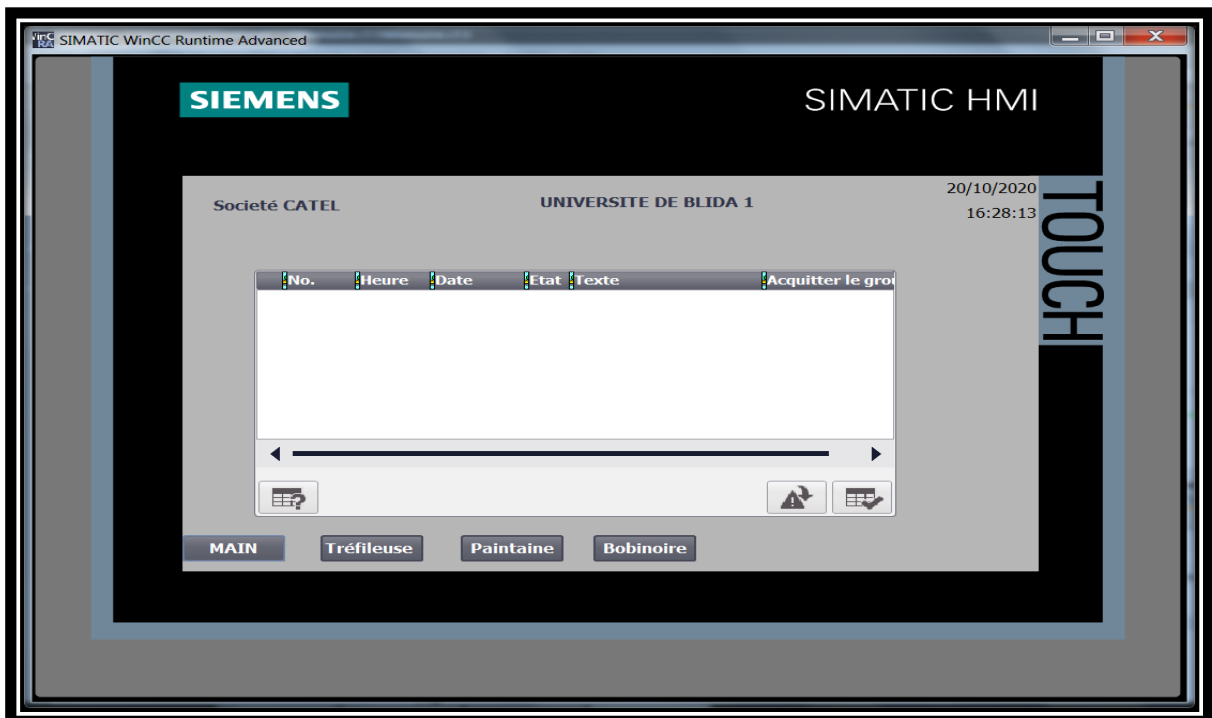 SIMATIC WinCC Runtime Advanced
SIEMENS
SIMATIC HMI
TOUCH
Societé CATEL
UNIVERSITE DE BLIDA 1
20/10/2020
16:28:13
No. Heure Date Etat Texte Acquitter le grou
MAIN Tréfileuse Paintaine Bobinoire